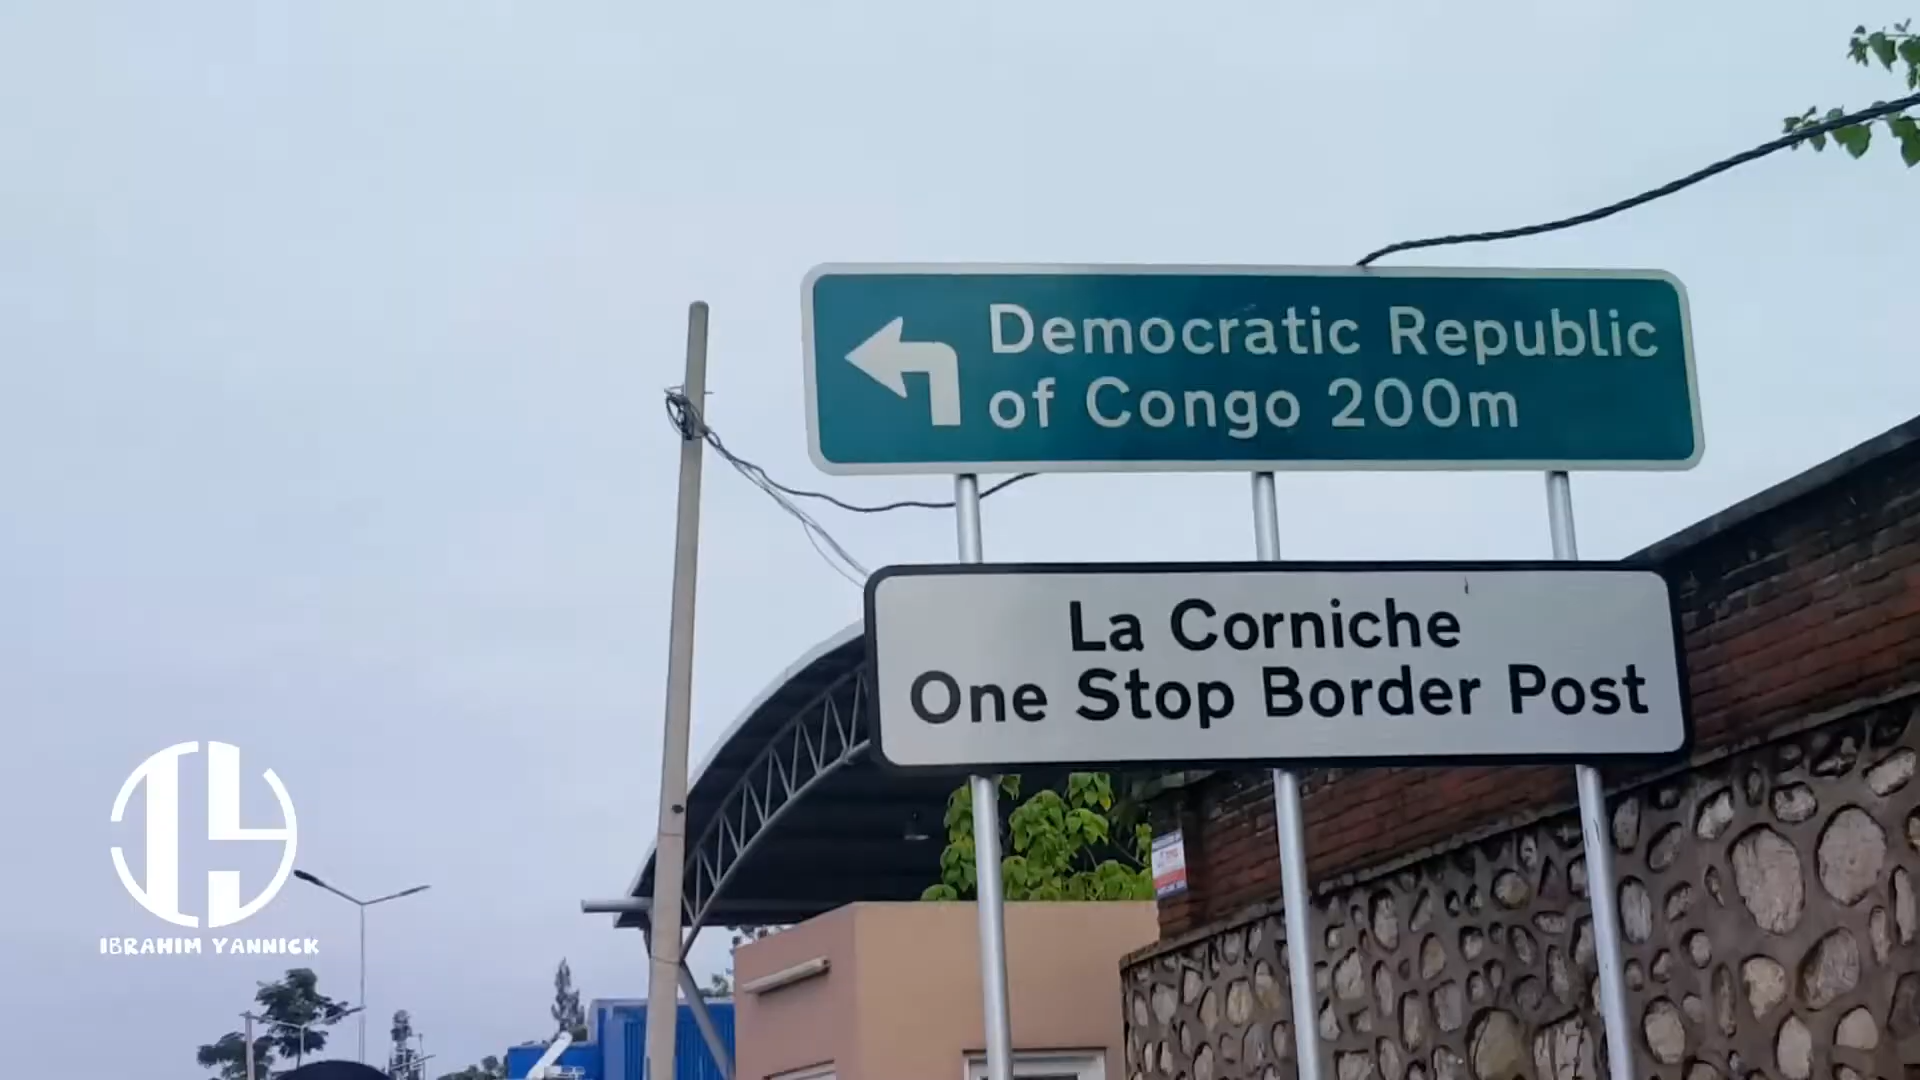 Democratic Republic
of Congo 200m
La Corniche
One Stop Border Post
IBRAHIM YANNICK